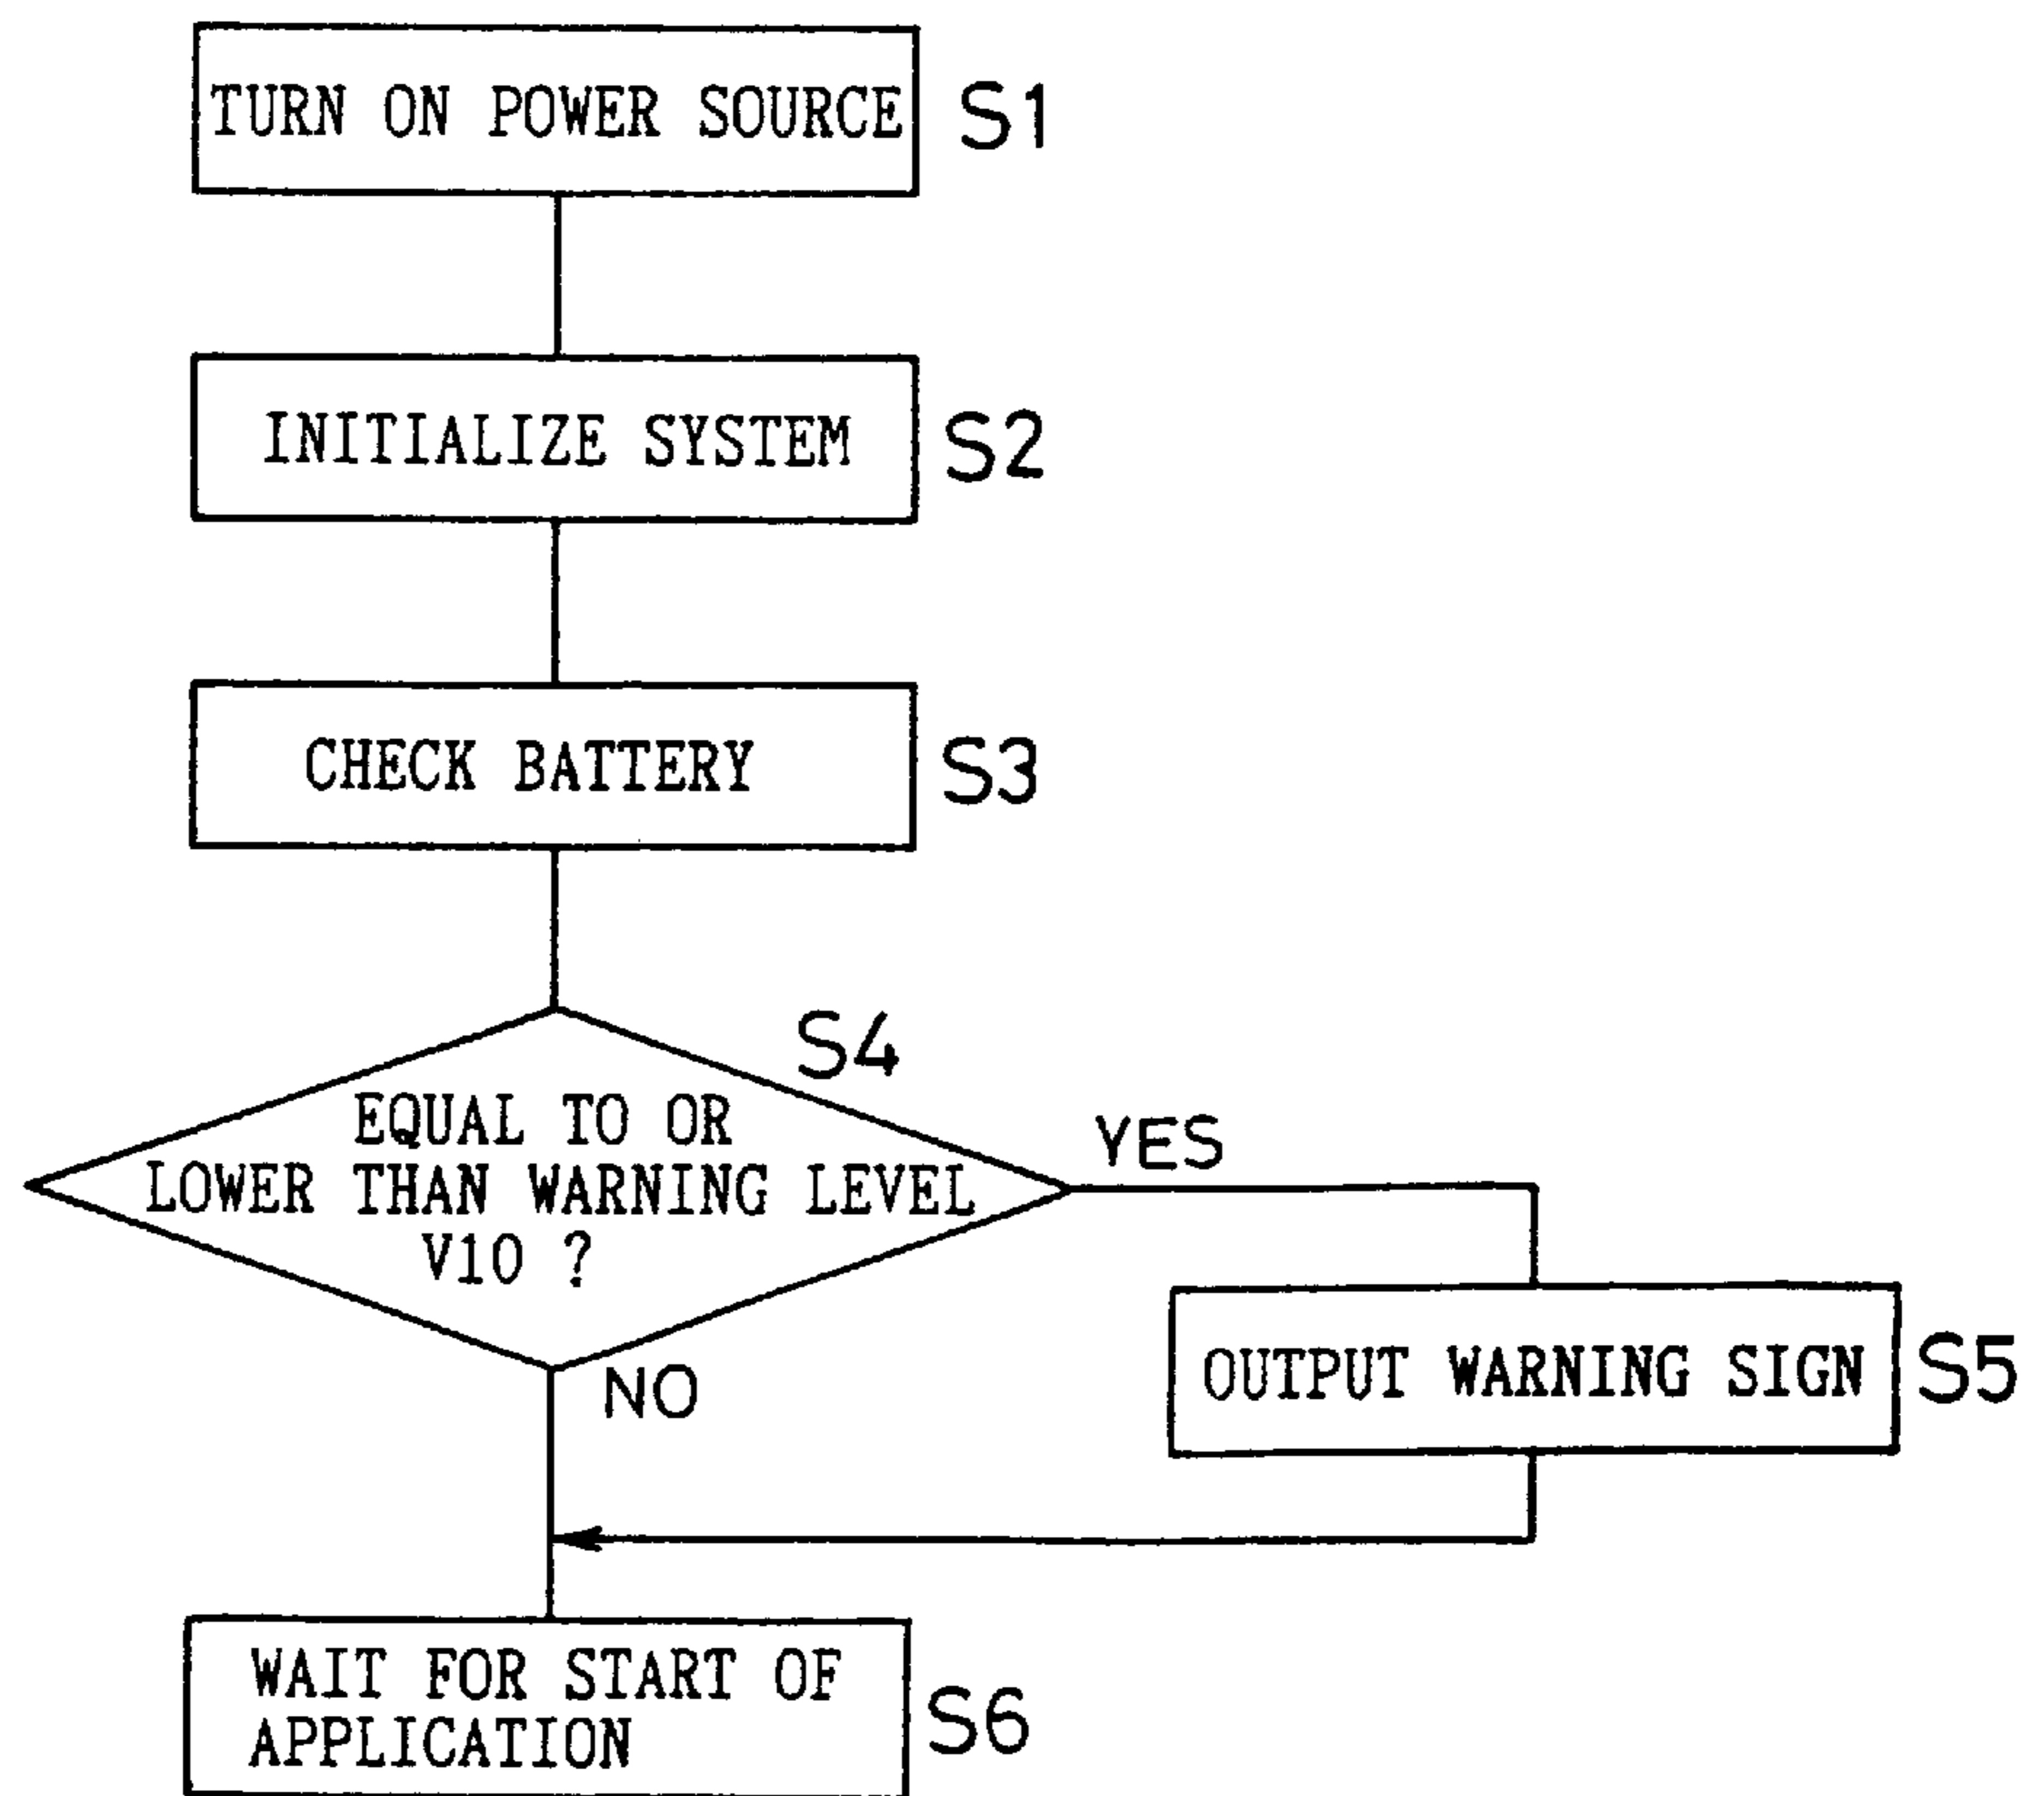 TURN ON POWER SOURCE S1
INITIALIZE SYSTEM S2
CHECK BATTERY S3
S4
EQUAL TO OR
LOWER THAN WARNING LEVEL
V10 ?
YES
OUTPUT WARNING SIGN S5
NO
WAIT FOR START OF
APPLICATION
S6